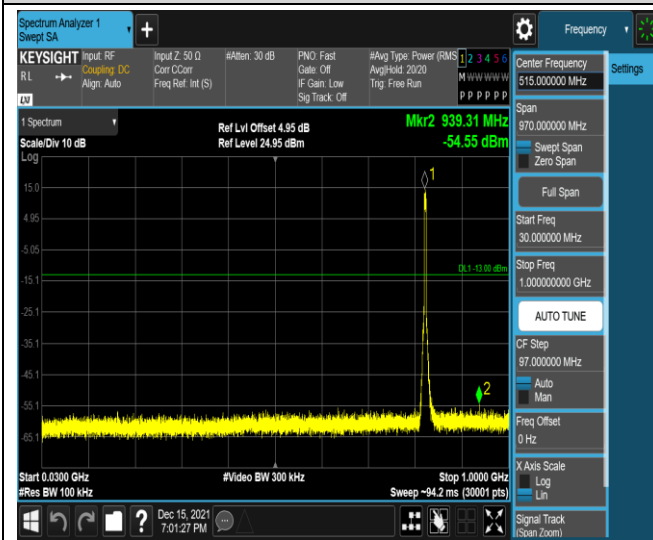 Spectrum Analyzer 1
Swept SA
Frequency
KEYSIGHT
RL
LXI
Input: RF
Coupling: DC
Align: Auto
Input Z: 50 Ω
Corr CCorr
Freq Ref: Int (S)
#Atten: 30 dB
PNO: Fast
Gate: Off
IF Gain: Low
Sig Track: Off
#Avg Type: Power (RMS
Avg|Hold: 20/20
Trig: Free Run
1 2 3 4 5 6
M W W W W W
P P P P P P
1 Spectrum
Scale/Div 10 dB
Log
Ref Lvl Offset 4.95 dB
Ref Level 24.95 dBm
Mkr2 939.31 MHz
-54.55 dBm
15.0
4.95
-5.05
-15.1
-25.1
-35.1
-45.1
-55.1
-65.1
1
DL1 -13.00 dBm
2
Start 0.0300 GHz
#Res BW 100 kHz
#Video BW 300 kHz
Stop 1.0000 GHz
Sweep ~94.2 ms (30001 pts)
Dec 15, 2021
7:01:27 PM
Center Frequency
515.000000 MHz
Span
970.000000 MHz
Swept Span
Zero Span
Full Span
Start Freq
30.000000 MHz
Stop Freq
1.000000000 GHz
AUTO TUNE
CF Step
97.000000 MHz
Auto
Man
Freq Offset
0 Hz
X Axis Scale
Log
Lin
Signal Track
(Span Zoom)
Settings